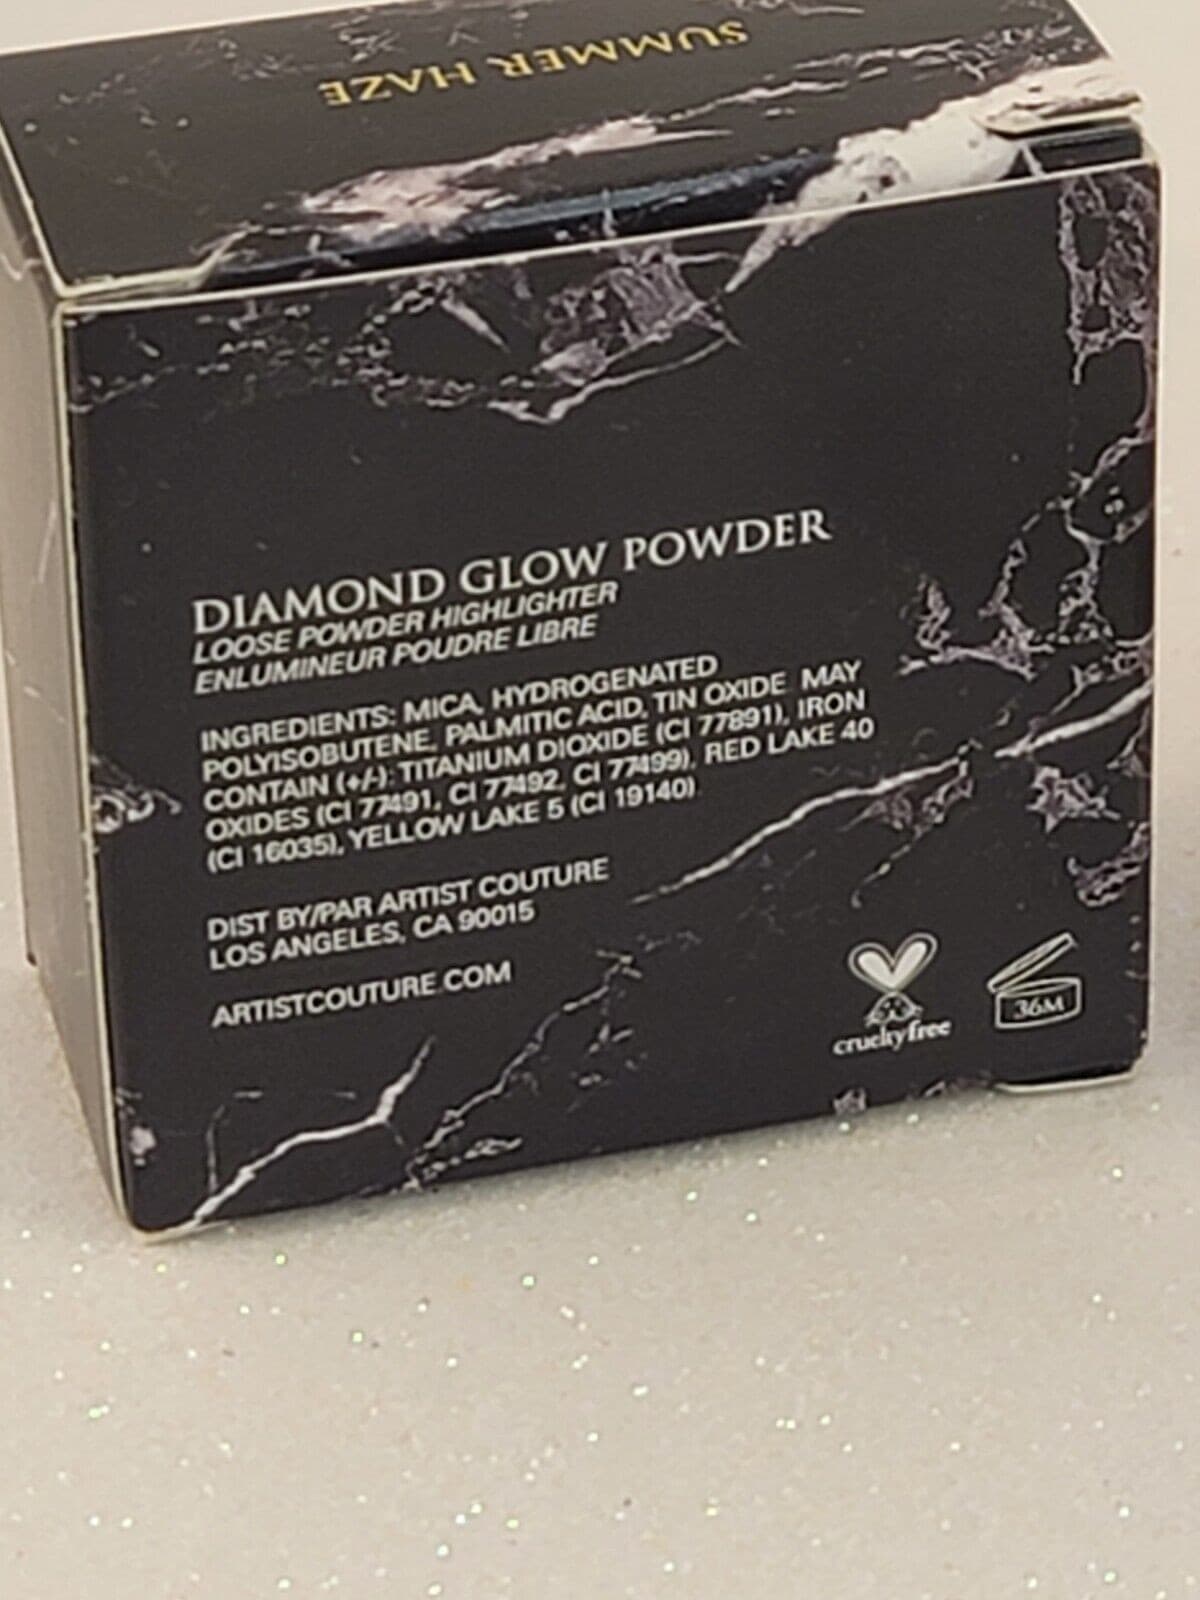 SUMMER HAZE
DIAMOND GLOW POWDER
LOOSE POWDER HIGHLIGHTER
ENLUMINEUR POUDRE LIBRE
INGREDIENTS: MICA, HYDROGENATED
POLYISOBUTENE, PALMITIC ACID, TIN OXIDE MAY
CONTAIN (+/-): TITANIUM DIOXIDE (CI 77891), IRON
OXIDES (CI 77491, CI 77492, CI 77499), RED LAKE 40
(CI 16035), YELLOW LAKE 5 (CI 19140)
DIST BY/PAR ARTIST COUTURE
LOS ANGELES, CA 90015
ARTISTCOUTURE.COM
crueltyfree
36M